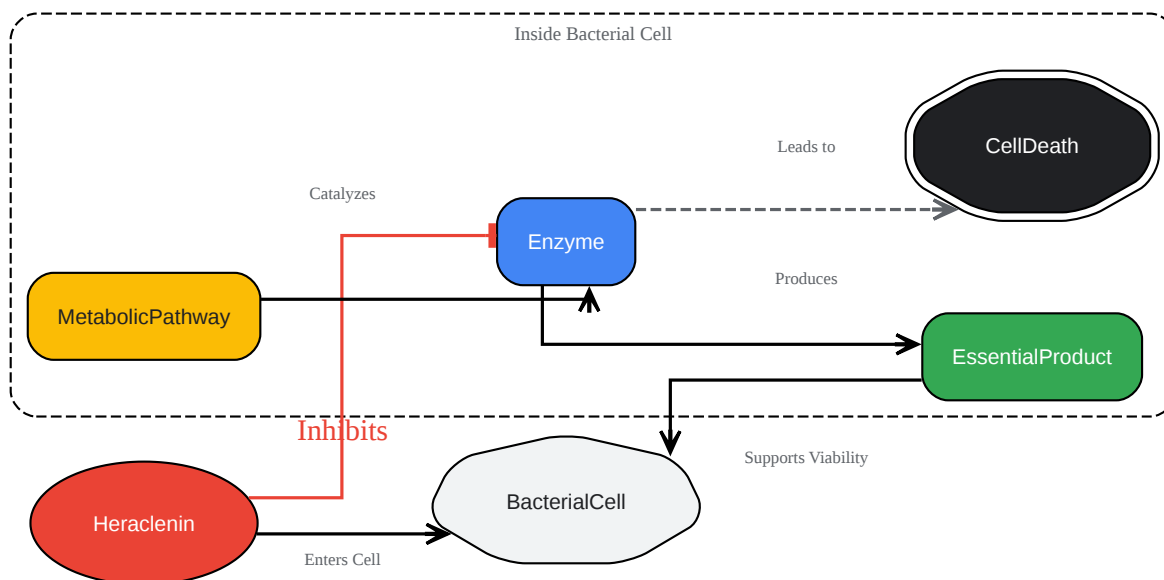 Inside Bacterial Cell
CellDeath
Leads to
Catalyzes
Enzyme
Produces
MetabolicPathway
EssentialProduct
Inhibits
Supports Viability
BacterialCell
Heraclenin
Enters Cell